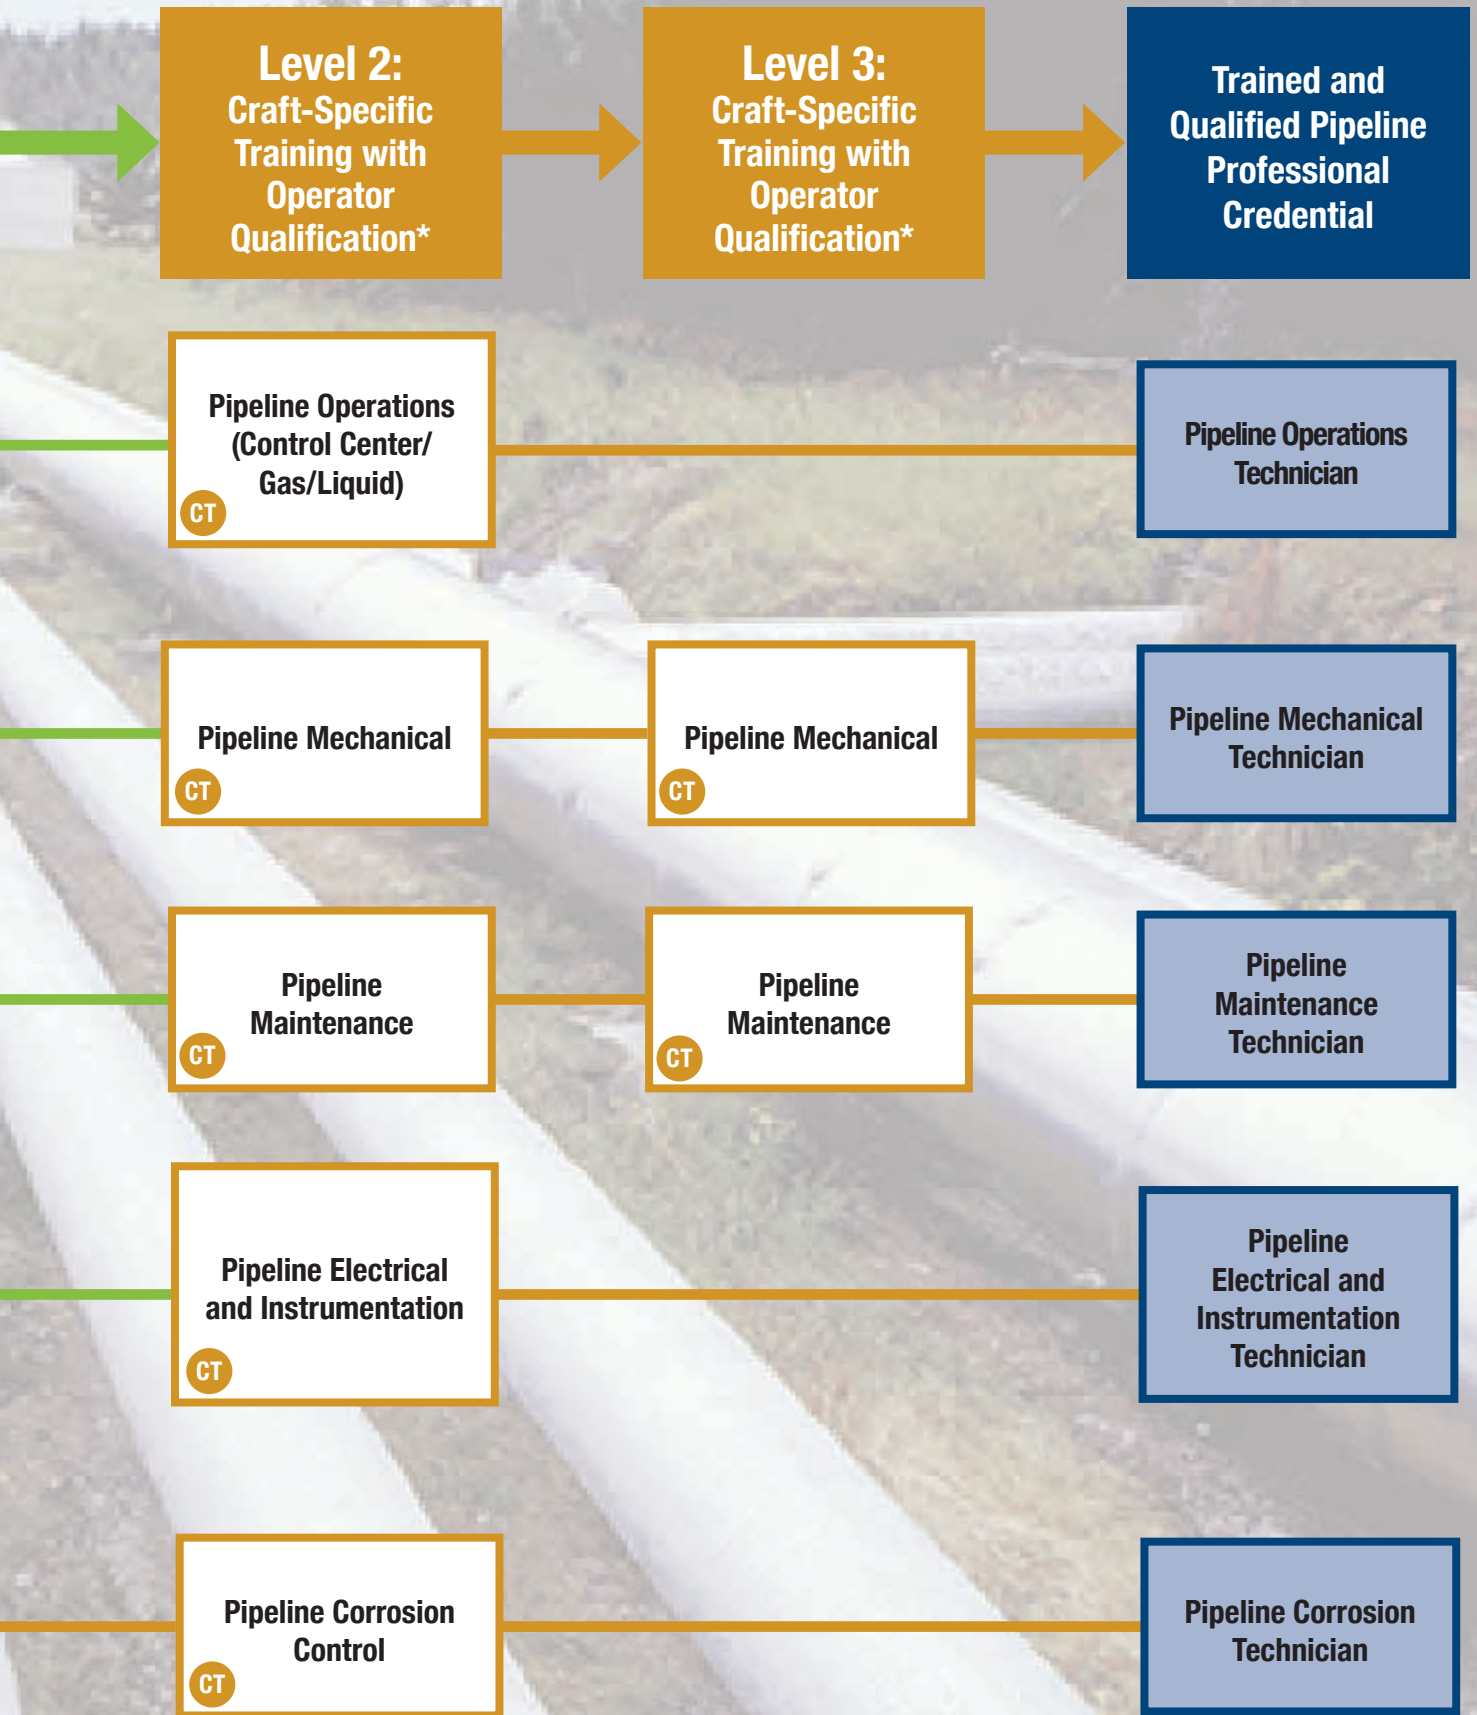 Level 2:
Craft-Specific
Training with
Operator
Qualification*
Level 3:
Craft-Specific
Training with
Operator
Qualification*
Trained and
Qualified Pipeline
Professional
Credential
Pipeline Operations
(Control Center/
Gas/Liquid)
CT
Pipeline Operations
Technician
Pipeline Mechanical
CT
Pipeline Mechanical
CT
Pipeline Mechanical
Technician
Pipeline
Maintenance
CT
Pipeline
Maintenance
CT
Pipeline
Maintenance
Technician
Pipeline Electrical
and Instrumentation
CT
Pipeline
Electrical and
Instrumentation
Technician
Pipeline Corrosion
Control
CT
Pipeline Corrosion
Technician